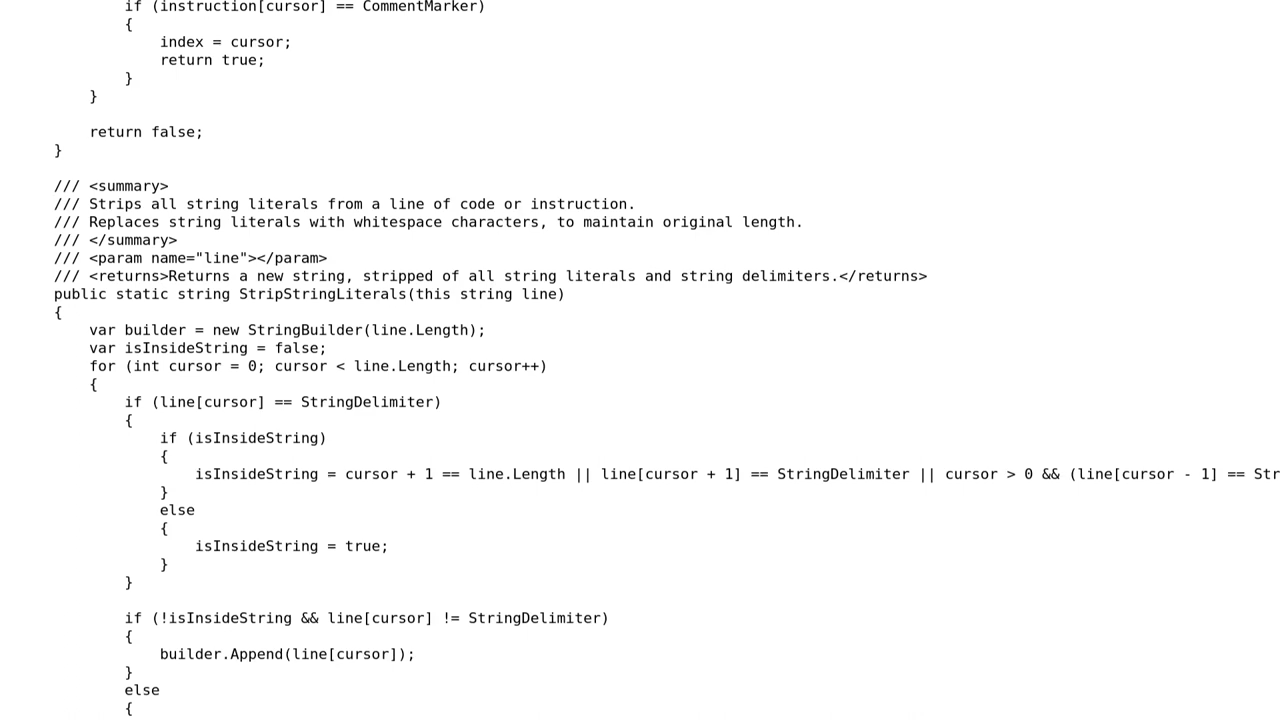 if (instruction[cursor] == CommentMarker)
{
index = cursor;
return true;
}
}
return false;
}
/// <summary>
/// Strips all string literals from a line of code or instruction.
/// Replaces string literals with whitespace characters, to maintain original length.
/// </summary>
/// <param name="line"></param>
/// <returns>Returns a new string, stripped of all string literals and string delimiters.</returns>
public static string StripStringLiterals(this string line)
{
var builder = new StringBuilder(line.Length);
var isInsideString = false;
for (int cursor = 0; cursor < line.Length; cursor++)
{
if (line[cursor] == StringDelimiter)
{
if (isInsideString)
{
isInsideString = cursor + 1 == line.Length || line[cursor + 1] == StringDelimiter || cursor > 0 && (line[cursor - 1] == Str
}
else
{
isInsideString = true;
}
}
if (!isInsideString && line[cursor] != StringDelimiter)
{
builder.Append(line[cursor]);
}
else
{